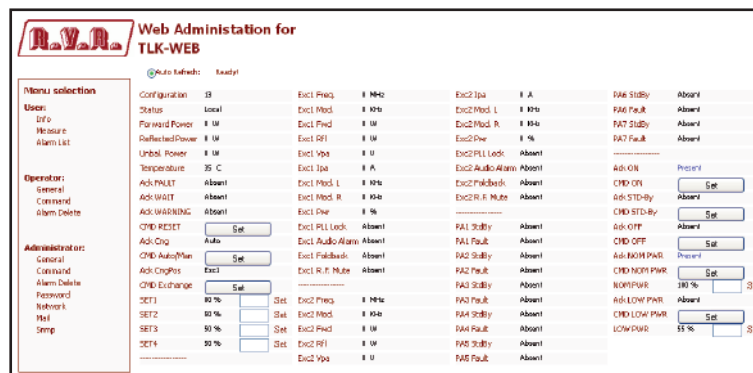 R.V.R.
Web Administation for
TLK-WEB
Auto Refresh: Ready!
Menu selection
User:
Info
Measure
Alarm List
Operator:
General
Command
Alarm Delete
Administrator:
General
Command
Alarm Delete
Password
Network
Mail
Snmp
Configuration
Status Local
Forward Power W
Reflected Power W
Unbal. Power W
Temperature 35 C
Ack FAULT Absent
Ack WAIT Absent
Ack WARNING Absent
CMD RESET Set
Ack Cng Auto
CMD Auto/Man Set
Ack CngPos Exc1
CMD Exchange Set
SET1 % Set
SET2 50 % Set
SET3 50 % Set
SET4 50 % Set
----------------
Exc1 Freq. MHz
Exc1 Mod. KHz
Exc1 Fwd W
Exc1 Rfl W
Exc1 Vpa
Exc1 Ipa A
Exc1 Mod. L KHz
Exc1 Mod. R KHz
Exc1 Pwr %
Exc1 PLL Lock Absent
Exc1 Audio Alarm Absent
Exc1 Foldback Absent
Exc1 R.F. Mute Absent
----------------
Exc2 Freq. MHz
Exc2 Mod. KHz
Exc2 Fwd W
Exc2 Rfl W
Exc2 Vpa
Exc2 Ipa A
Exc2 Mod. L KHz
Exc2 Mod. R KHz
Exc2 Pwr %
Exc2 PLL Lock Absent
Exc2 Audio Alarm Absent
Exc2 Foldback Absent
Exc2 R.F. Mute Absent
----------------
PA1 StdBy Absent
PA1 Fault Absent
PA2 StdBy Absent
PA2 Fault Absent
PA3 StdBy Absent
PA3 Fault Absent
PA4 StdBy Absent
PA4 Fault Absent
PA5 StdBy Absent
PA5 Fault Absent
PA6 StdBy Absent
PA6 Fault Absent
PA7 StdBy Absent
PA7 Fault Absent
----------------
Ack ON Present
CMD ON Set
Ack STD-By Absent
CMD STD-By Set
Ack OFF Absent
CMD OFF Set
Ack NOM PWR Present
CMD NOM PWR Set
NOM PWR 100 % S
Ack LOW PWR Absent
CMD LOW PWR Set
LOW PWR 55 % S